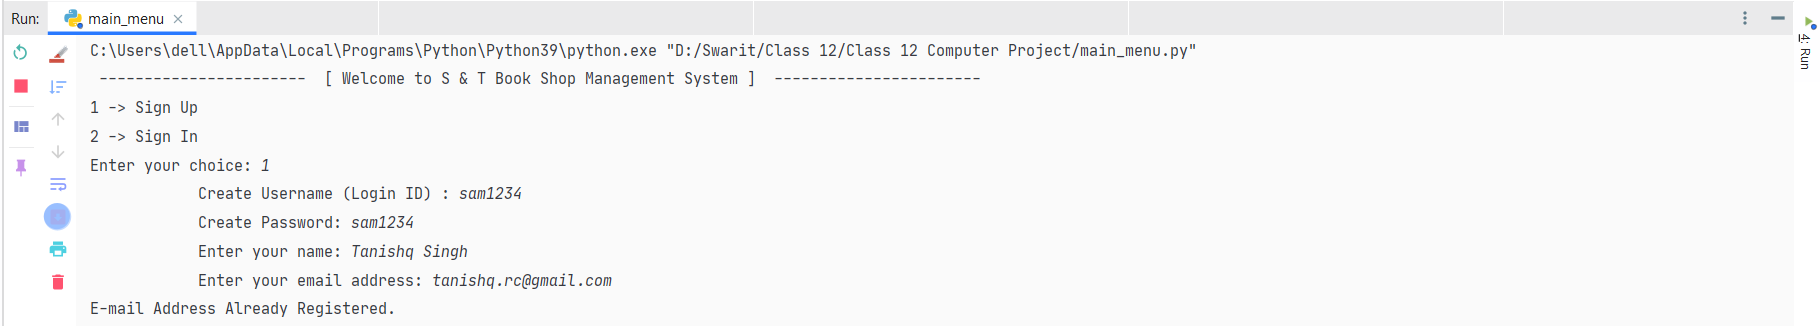 Run: main_menu
C:\Users\dell\AppData\Local\Programs\Python\Python39\python.exe "D:/Swarit/Class 12/Class 12 Computer Project/main_menu.py"
----------------------- [ Welcome to S & T Book Shop Management System ] -----------------------
1 -> Sign Up
2 -> Sign In
Enter your choice: 1
Create Username (Login ID) : sam1234
Create Password: sam1234
Enter your name: Tanishq Singh
Enter your email address: tanishq.rc@gmail.com
E-mail Address Already Registered.
4: Run